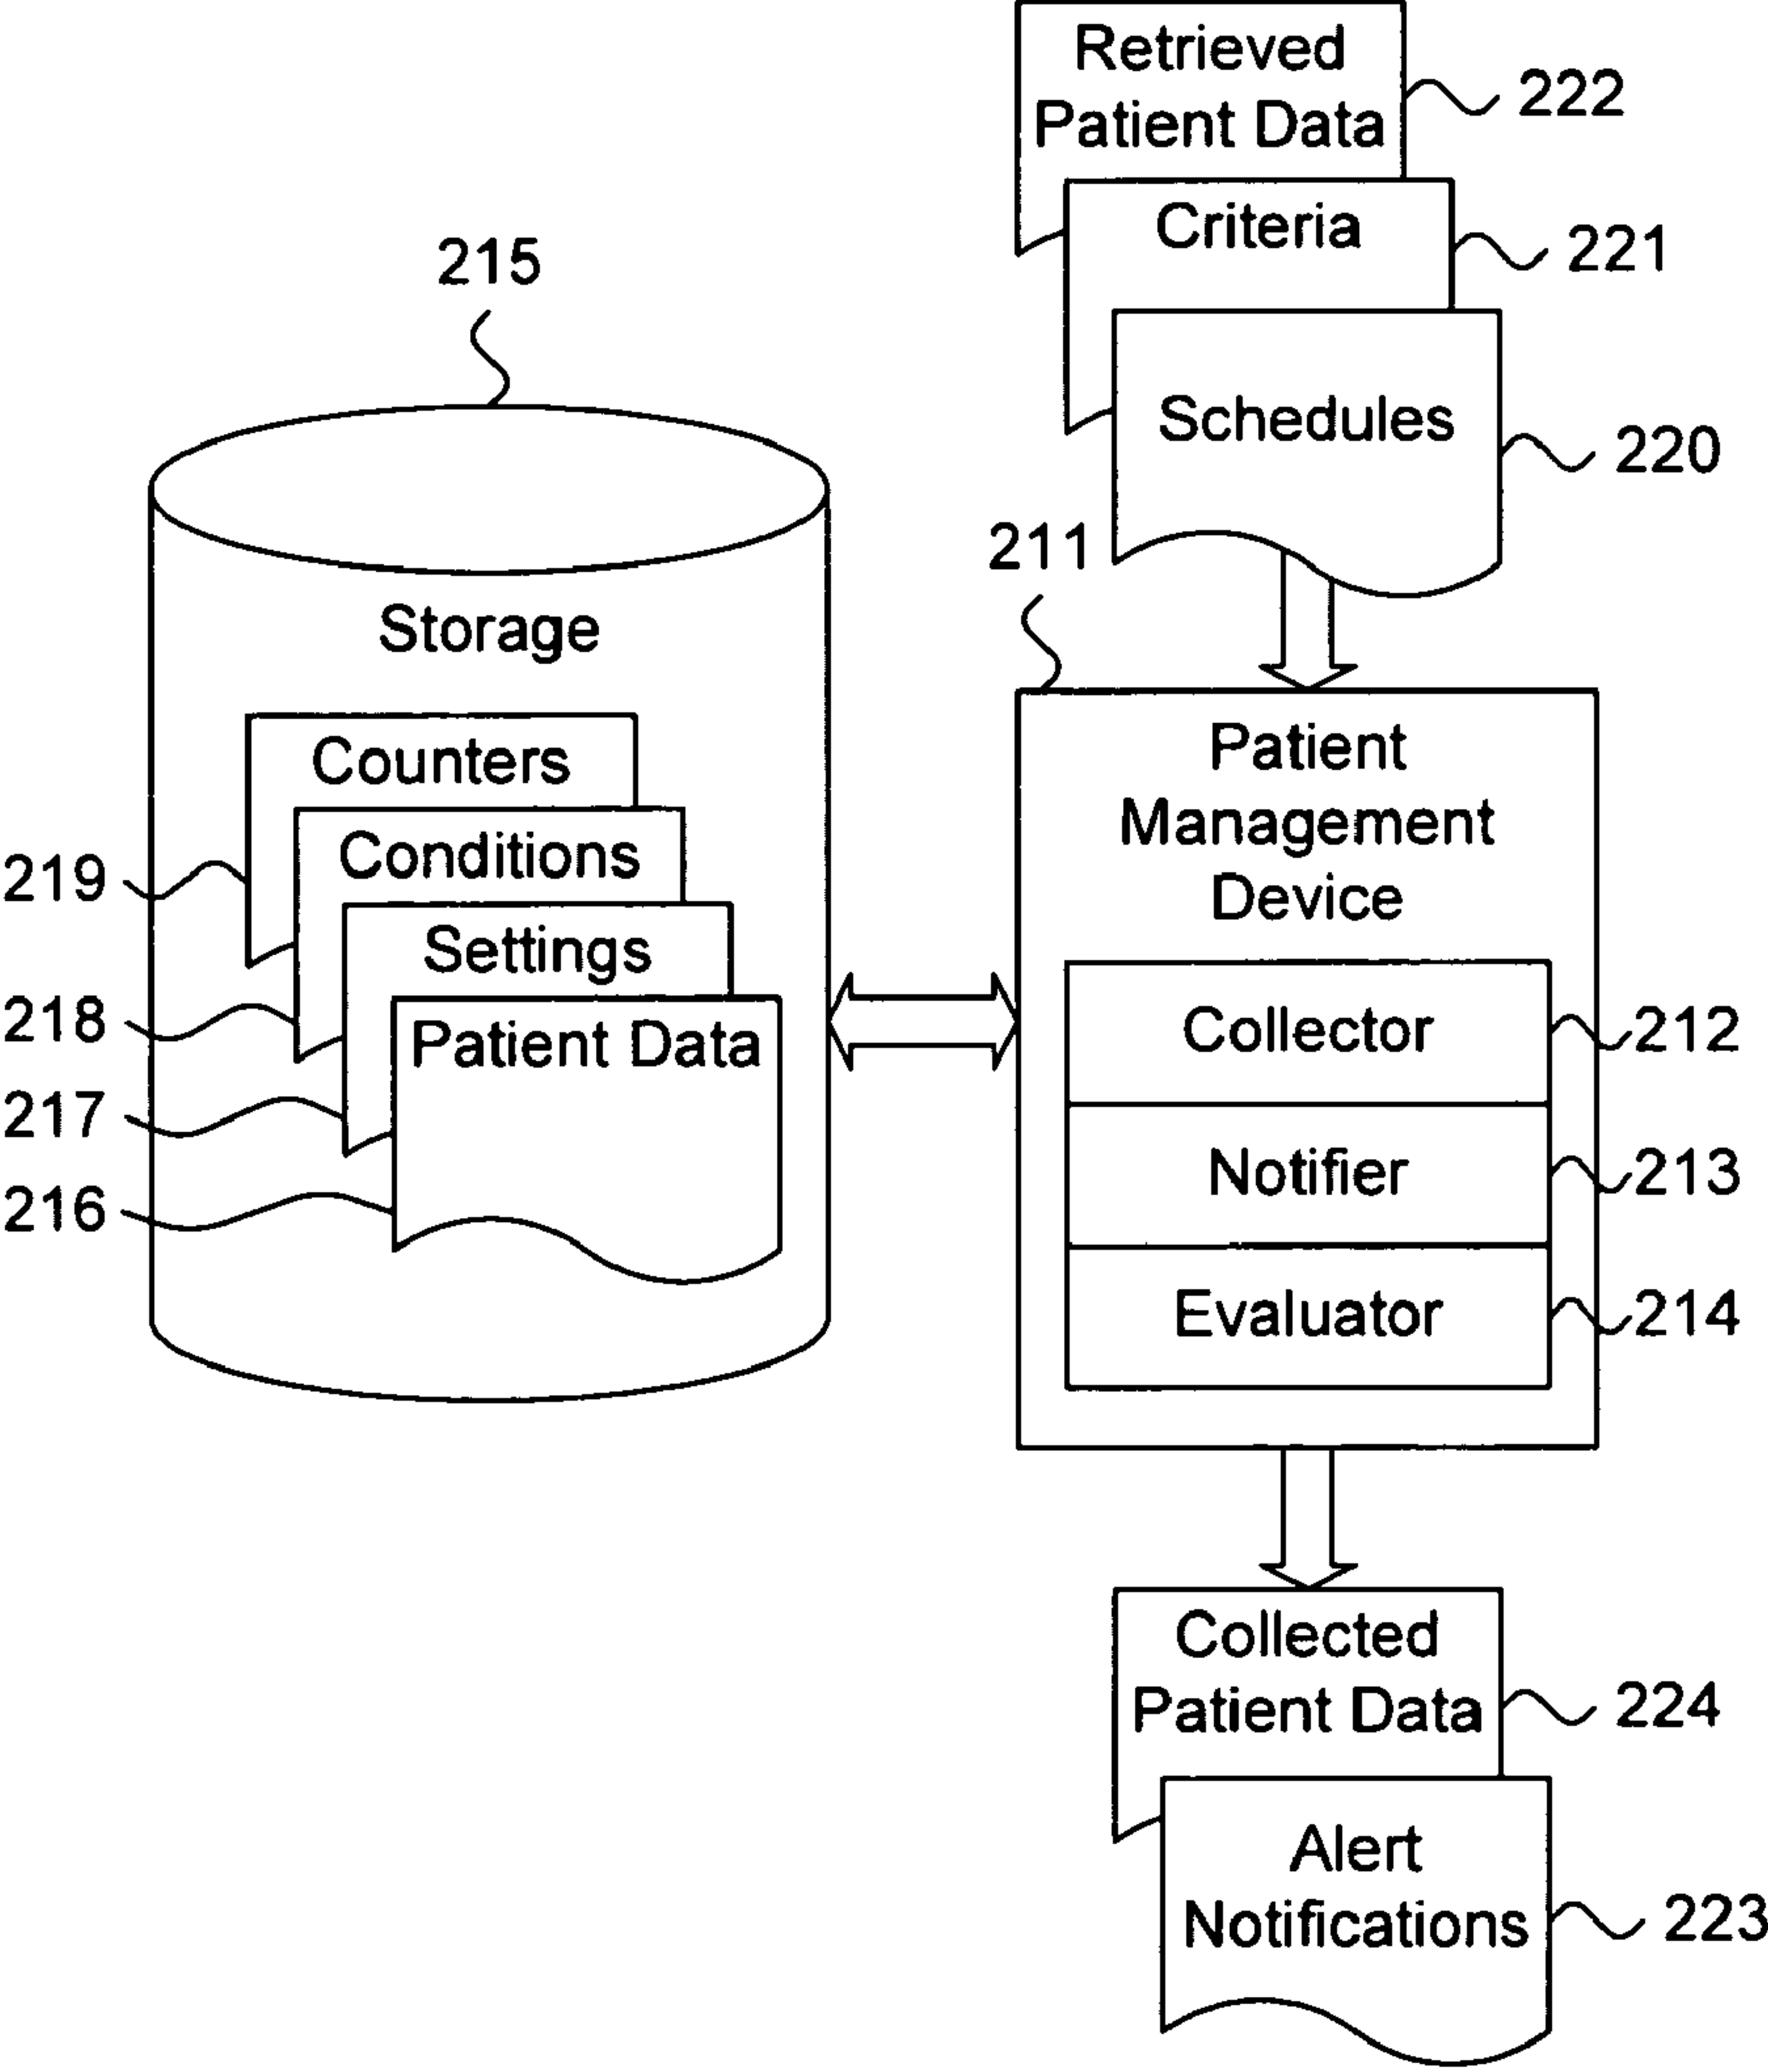 Retrieved
Patient Data
222
Criteria
221
215
Schedules
220
211
Storage
Counters
Conditions
219
Settings
218
Patient Data
217
216
Patient
Management
Device
Collector
212
Notifier
213
Evaluator
214
Collected
Patient Data
224
Alert
Notifications
223